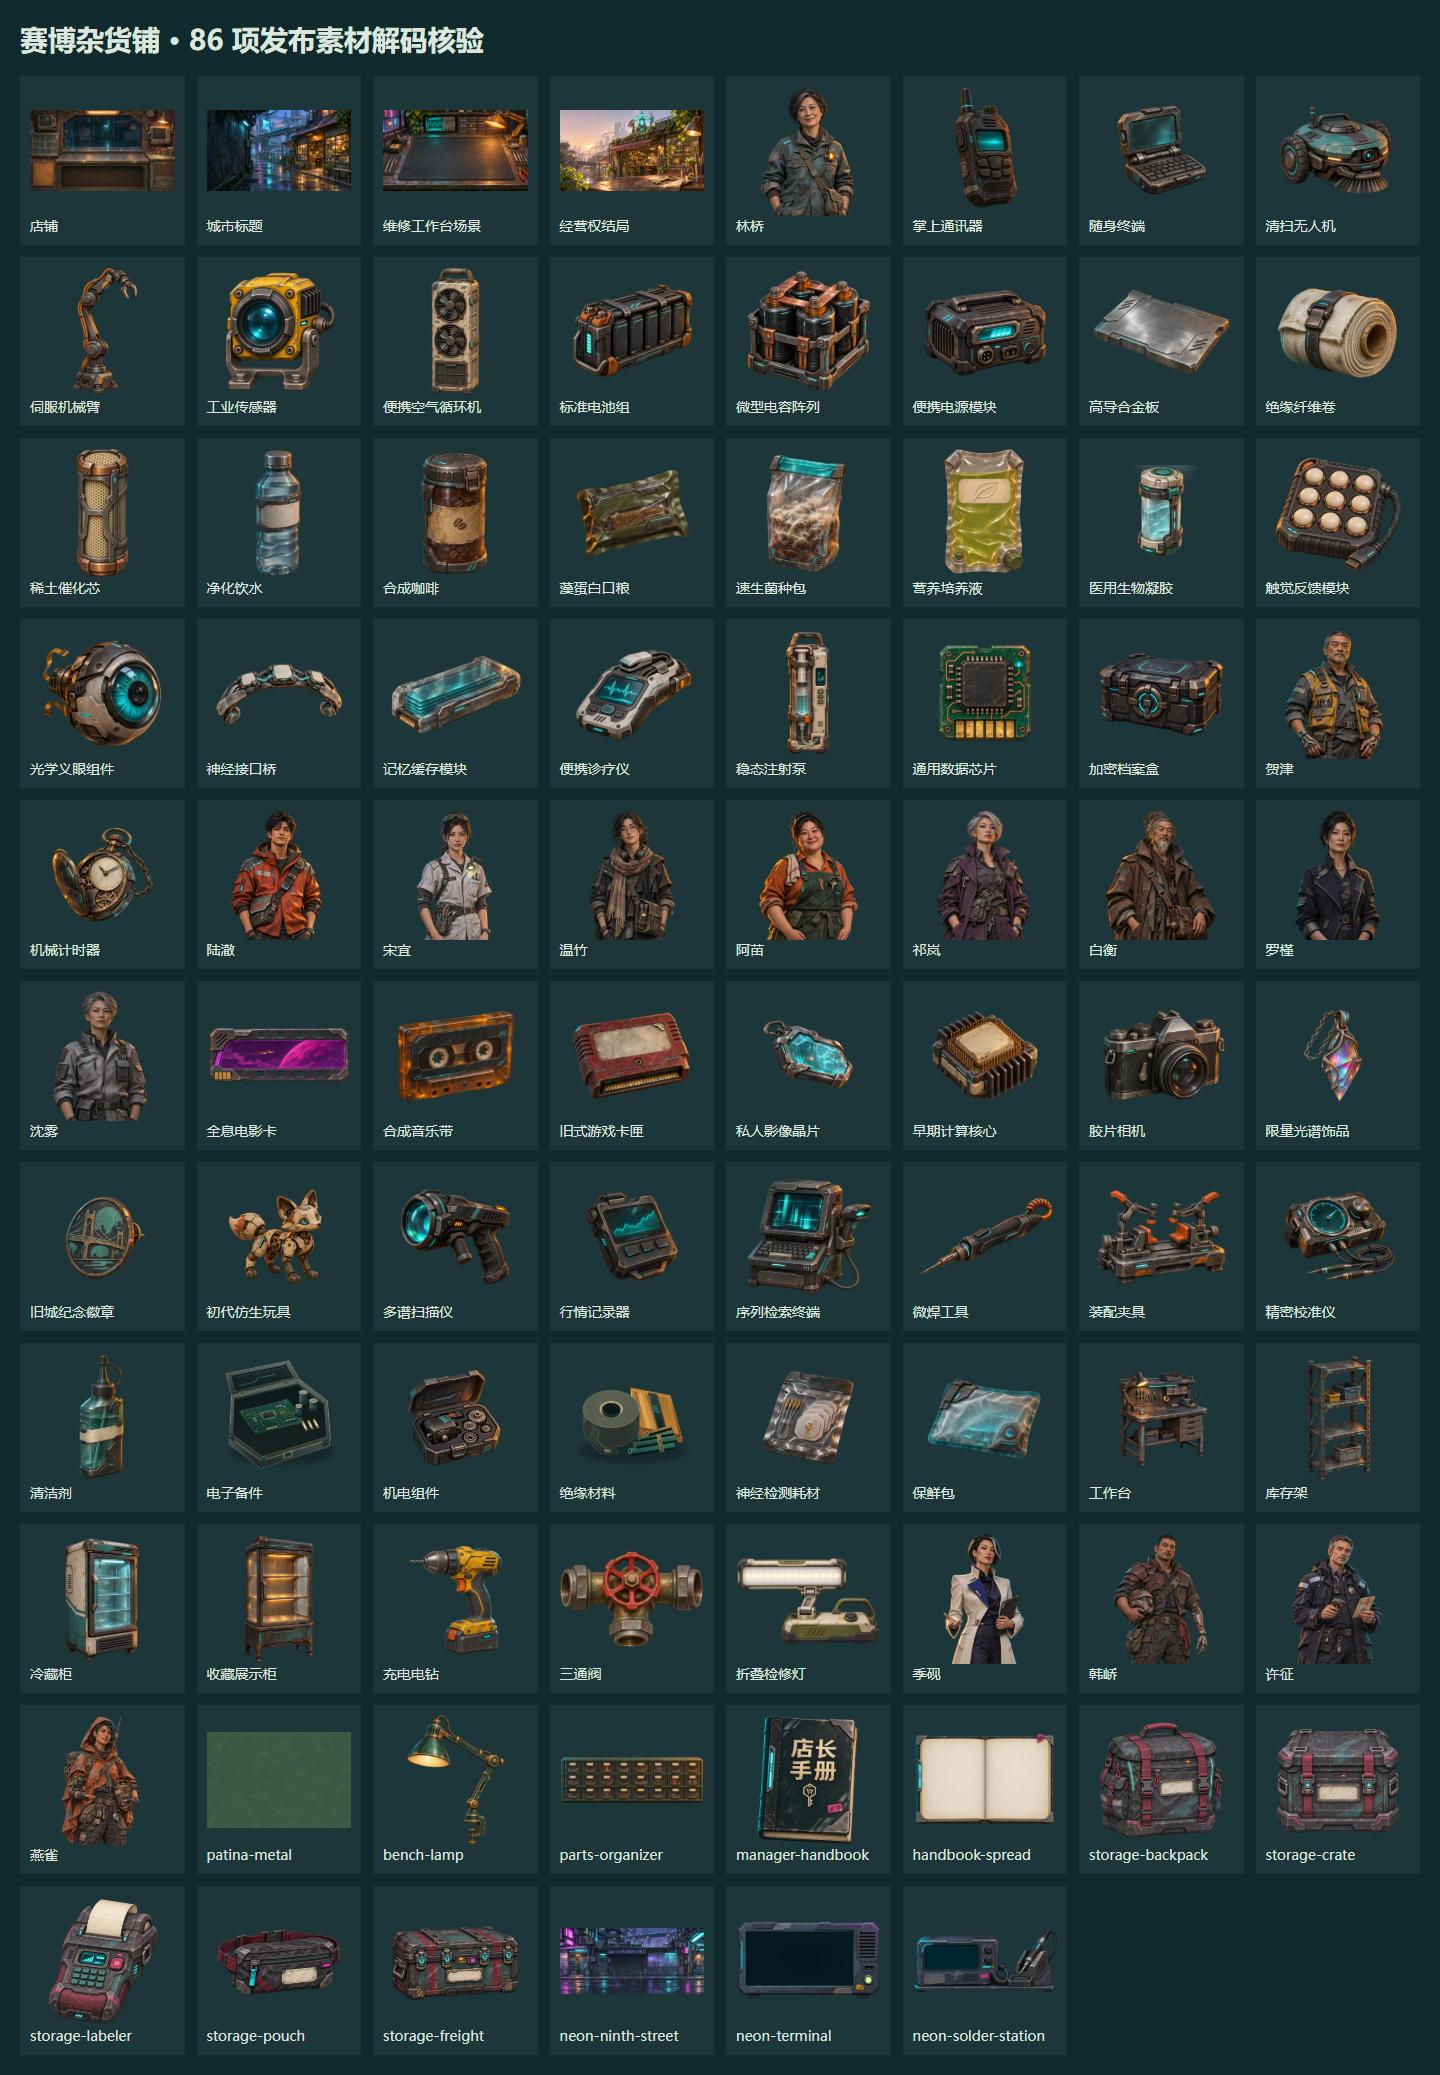 赛博杂货铺 · 86 项发布素材解码核验
店铺
城市标题
维修工作台场景
经营权结局
林桥
掌上通讯器
随身终端
清扫无人机
伺服机械臂
工业传感器
便携空气循环机
标准电池组
微型电容阵列
便携电源模块
高导合金板
绝缘纤维卷
稀土催化芯
净化饮水
合成咖啡
藻蛋白口粮
速生菌种包
营养培养液
医用生物凝胶
触觉反馈模块
光学义眼组件
神经接口桥
记忆缓存模块
便携诊疗仪
稳态注射泵
通用数据芯片
加密档案盒
贺津
机械计时器
陆澈
宋宜
温竹
阿苗
祁岚
白衡
罗槿
沈雾
全息电影卡
合成音乐带
旧式游戏卡匣
私人影像晶片
早期计算核心
胶片相机
限量光谱饰品
旧城纪念徽章
初代仿生玩具
多谱扫描仪
行情记录器
序列检索终端
微焊工具
装配夹具
精密校准仪
清洁剂
电子备件
机电组件
绝缘材料
神经检测耗材
保鲜包
工作台
库存架
冷藏柜
收藏展示柜
充电电钻
三通阀
折叠检修灯
季砚
韩峤
许征
燕雀
patina-metal
bench-lamp
parts-organizer
店长
手册
manager-handbook
handbook-spread
storage-backpack
storage-crate
storage-labeler
storage-pouch
storage-freight
neon-ninth-street
neon-terminal
neon-solder-station